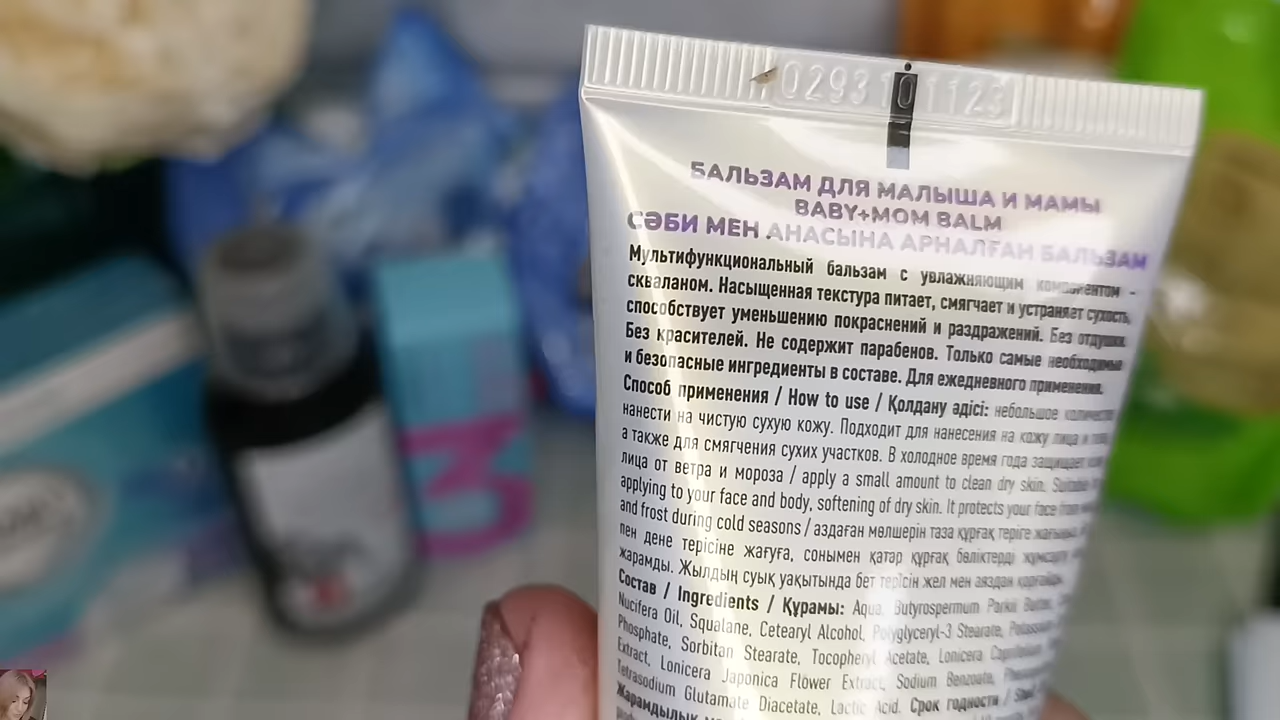 0293101123
БАЛЬЗАМ ДЛЯ МАЛЫША И МАМЫ
BABY+MOM BALM
СӘБИ МЕН АНАСЫНА АРНАЛҒАН БАЛЬЗАМ
Мультифункциональный бальзам с увлажняющим компонентом -
скваланом. Насыщенная текстура питает, смягчает и устраняет сухость,
способствует уменьшению покраснений и раздражений. Без отдушки.
Без красителей. Не содержит парабенов. Только самые необходимые
и безопасные ингредиенты в составе. Для ежедневного применения.
Способ применения / How to use / Қолдану әдісі: небольшое количество
нанести на чистую сухую кожу. Подходит для нанесения на кожу лица и
а также для смягчения сухих участков. В холодное время года защищает
лица от ветра и мороза / apply a small amount to clean dry skin. Suitable
applying to your face and body, softening of dry skin. It protects your face from
and frost during cold seasons / аздаған мөлшерін таза құрғақ теріге
пен дене терісіне жағуға, сонымен қатар құрғақ бөліктерді
жарамды. Жылдың суық уақытында бет терісін жел мен аяздан
Состав / Ingredients / Құрамы: Aqua, Butyrospermum Parkii Butter,
Nucifera Oil, Squalane, Cetearyl Alcohol, Polyglyceryl-3 Stearate,
Phosphate, Sorbitan Stearate, Tocopheryl Acetate, Lonicera
Extract, Lonicera Japonica Flower Extract, Sodium Benzoate,
Tetrasodium Glutamate Diacetate, Lactic Acid. Срок годности /
Жарамдылық
3